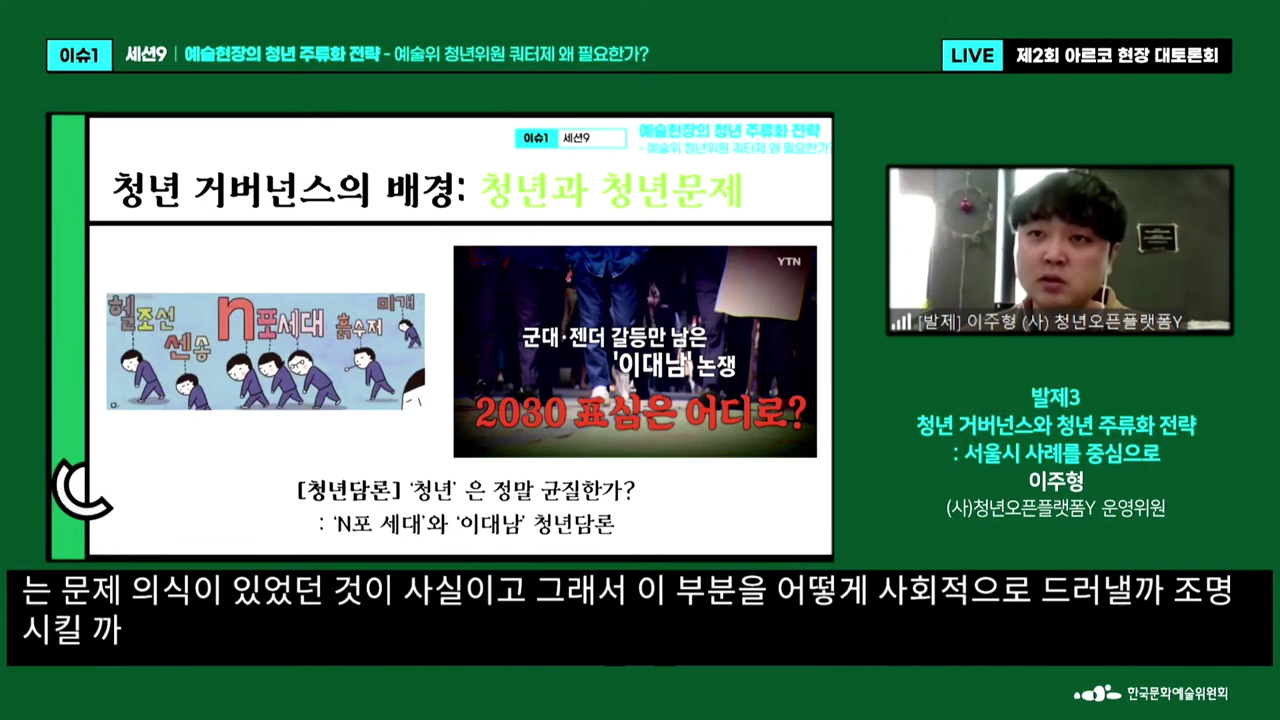 이슈1 세션9 | 예술현장의 청년 주류화 전략 - 예술위 청년위원 쿼터제 왜 필요한가?
LIVE 제2회 아르코 현장 대토론회
이슈1 세션9
예술현장의 청년 주류화 전략
- 예술위 청년위원 쿼터제 왜 필요한가?
청년 거버넌스의 배경: 청년과 청년문제
헬조선
센송
n포세대
흙수저
미개
YTN
군대·젠더 갈등만 남은
'이대남' 논쟁
2030 표심은 어디로?
[청년담론] ‘청년’ 은 정말 균질한가?
: ‘N포 세대’와 ‘이대남’ 청년담론
[발제] 이주형 (사) 청년오픈플랫폼Y
발제3
청년 거버넌스와 청년 주류화 전략
: 서울시 사례를 중심으로
이주형
(사)청년오픈플랫폼Y 운영위원
는 문제 의식이 있었던 것이 사실이고 그래서 이 부분을 어떻게 사회적으로 드러낼까 조명
시킬 까
한국문화예술위원회